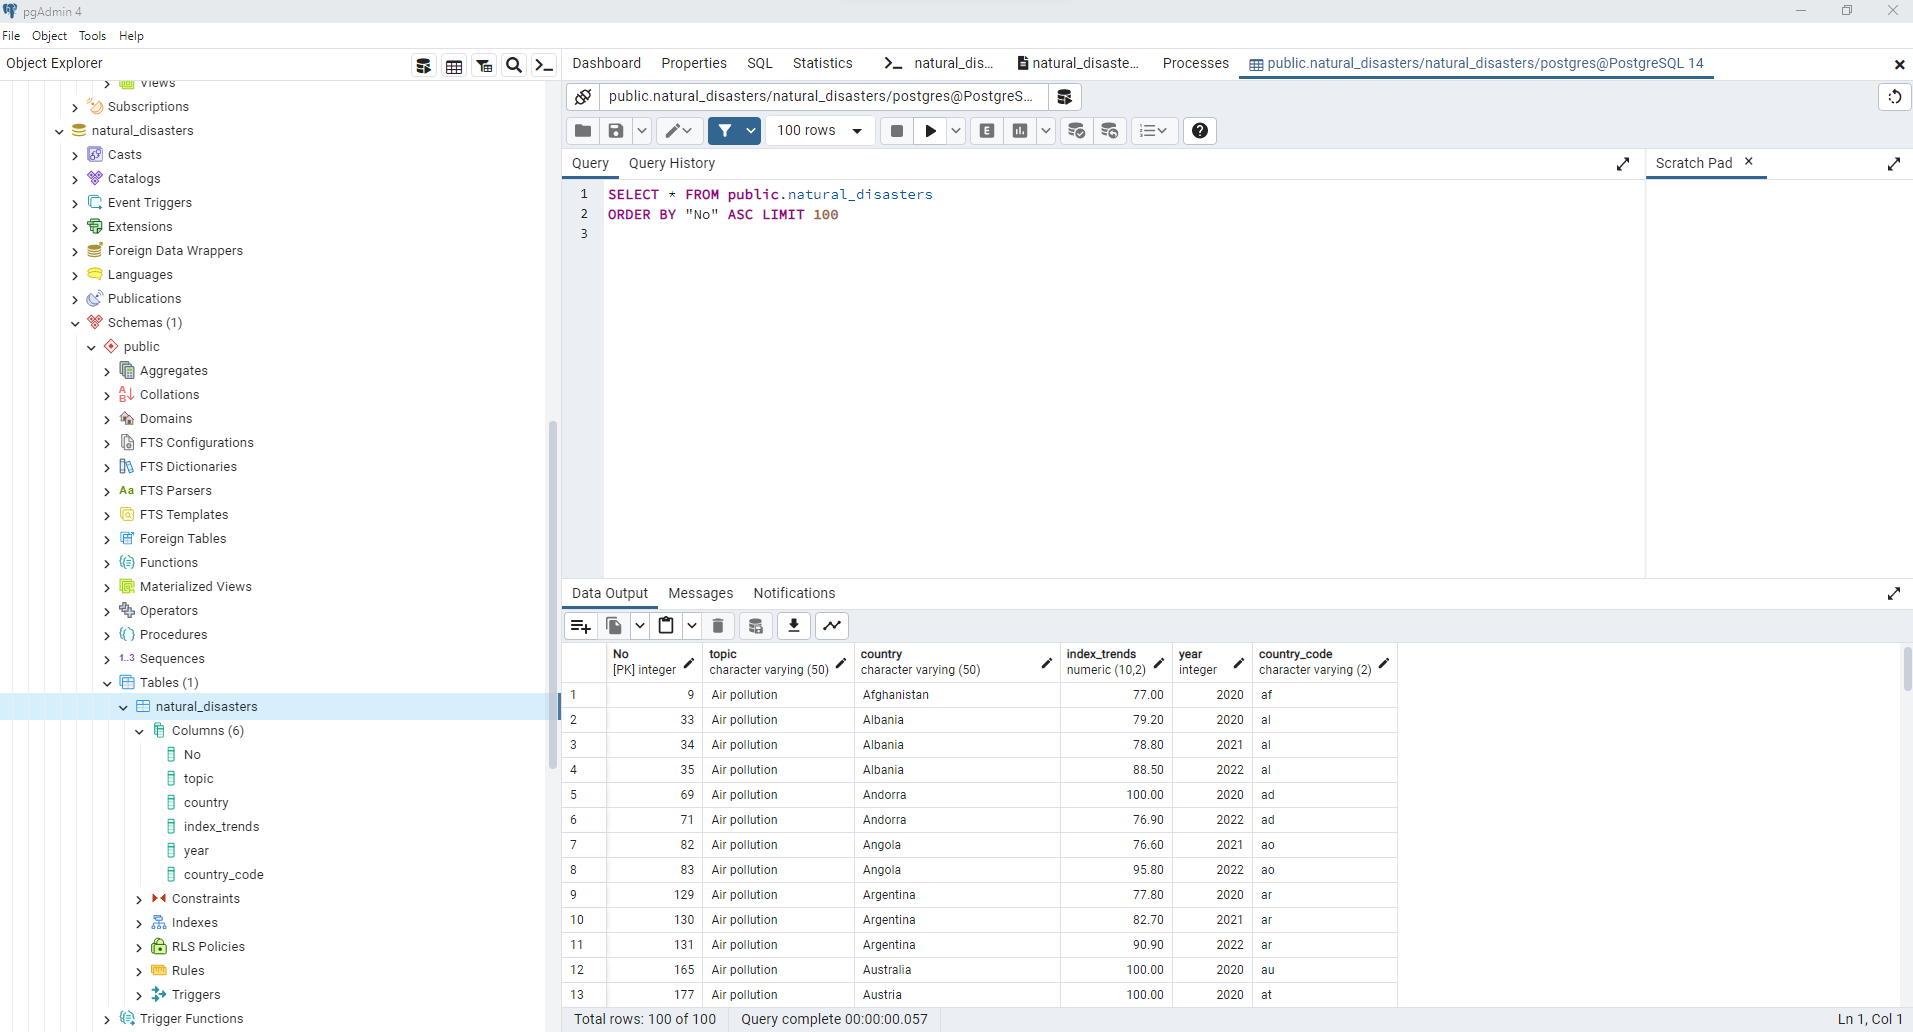 pgAdmin 4
File Object Tools Help
Object Explorer
Dashboard Properties SQL Statistics natural_dis... natural_disaste... Processes public.natural_disasters/natural_disasters/postgres@PostgreSQL 14
Views
Subscriptions
natural_disasters
Casts
Catalogs
Event Triggers
Extensions
Foreign Data Wrappers
Languages
Publications
Schemas (1)
public
Aggregates
Collations
Domains
FTS Configurations
FTS Dictionaries
Aa FTS Parsers
FTS Templates
Foreign Tables
Functions
Materialized Views
Operators
Procedures
1..3 Sequences
Tables (1)
natural_disasters
Columns (6)
No
topic
country
index_trends
year
country_code
Constraints
Indexes
RLS Policies
Rules
Triggers
Trigger Functions
public.natural_disasters/natural_disasters/postgres@PostgreS...
100 rows E
Query Query History
Scratch Pad
1 SELECT * FROM public.natural_disasters
2 ORDER BY "No" ASC LIMIT 100
3
Data Output Messages Notifications
No topic country index_trends year country_code
[PK] integer character varying (50) character varying (50) numeric (10,2) integer character varying (2)
1 9 Air pollution Afghanistan 77.00 2020 af
2 33 Air pollution Albania 79.20 2020 al
3 34 Air pollution Albania 78.80 2021 al
4 35 Air pollution Albania 88.50 2022 al
5 69 Air pollution Andorra 100.00 2020 ad
6 71 Air pollution Andorra 76.90 2022 ad
7 82 Air pollution Angola 76.60 2021 ao
8 83 Air pollution Angola 95.80 2022 ao
9 129 Air pollution Argentina 77.80 2020 ar
10 130 Air pollution Argentina 82.70 2021 ar
11 131 Air pollution Argentina 90.90 2022 ar
12 165 Air pollution Australia 100.00 2020 au
13 177 Air pollution Austria 100.00 2020 at
Total rows: 100 of 100 Query complete 00:00:00.057 Ln 1, Col 1